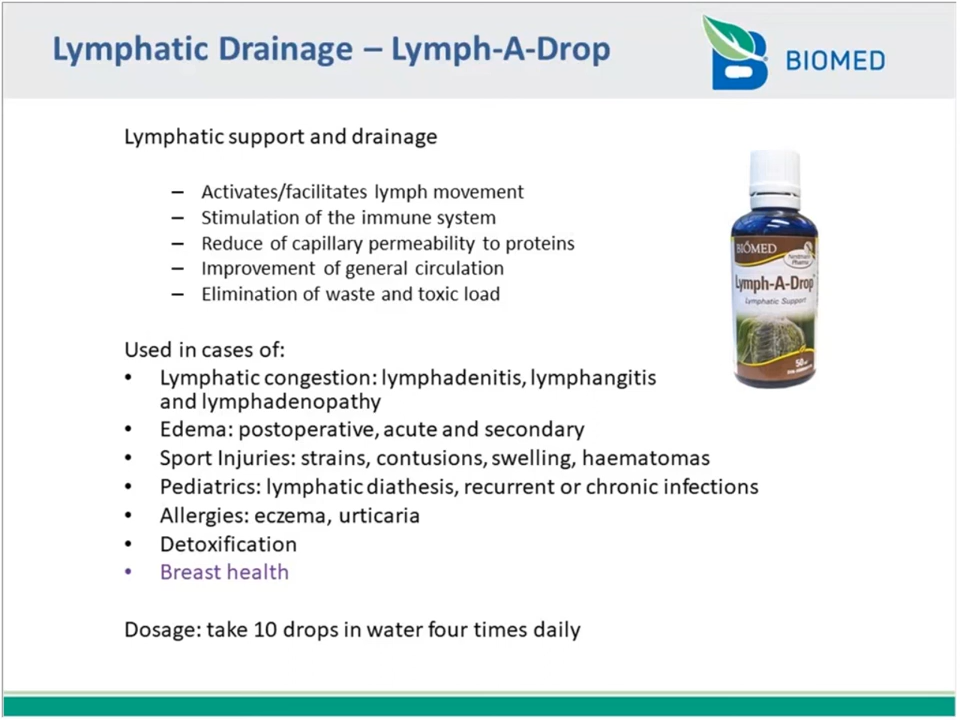 Lymphatic Drainage – Lymph-A-Drop
BIOMED
Lymphatic support and drainage
– Activates/facilitates lymph movement
– Stimulation of the immune system
– Reduce of capillary permeability to proteins
– Improvement of general circulation
– Elimination of waste and toxic load
BIOMED
Pharma
Lymph-A-Drop
Lymphatic Support
50
Used in cases of:
• Lymphatic congestion: lymphadenitis, lymphangitis
and lymphadenopathy
• Edema: postoperative, acute and secondary
• Sport Injuries: strains, contusions, swelling, haematomas
• Pediatrics: lymphatic diathesis, recurrent or chronic infections
• Allergies: eczema, urticaria
• Detoxification
• Breast health
Dosage: take 10 drops in water four times daily